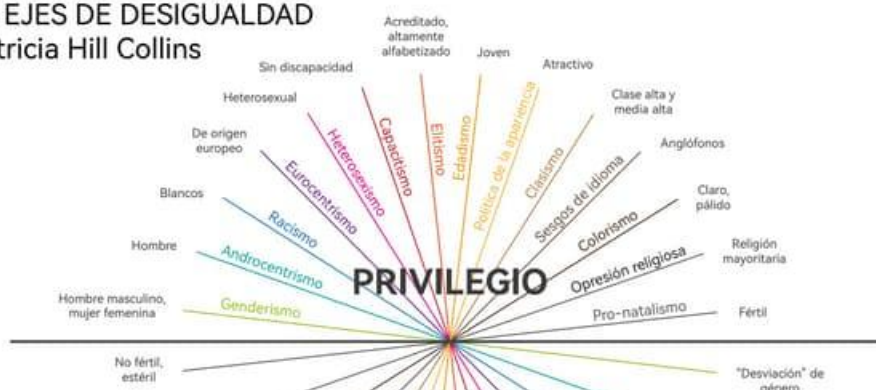 EJES DE DESIGUALDAD
tricia Hill Collins
Acreditado,
altamente
alfabetizado
Joven
Sin discapacidad
Atractivo
Heterosexual
Clase alta y
media alta
De origen
europeo
Anglófonos
Blancos
Claro,
pálido
Hombre
Religión
mayoritaria
Hombre masculino,
mujer femenina
Fértil
Genderismo
Androcentrismo
Racismo
Eurocentrismo
Heterosexismo
Capacitismo
Elitismo
Edadismo
Política de la apariencia
Clasismo
Sesgos de idioma
Colorismo
Opresión religiosa
Pro-natalismo
PRIVILEGIO
No fértil,
estéril
"Desviación" de
género